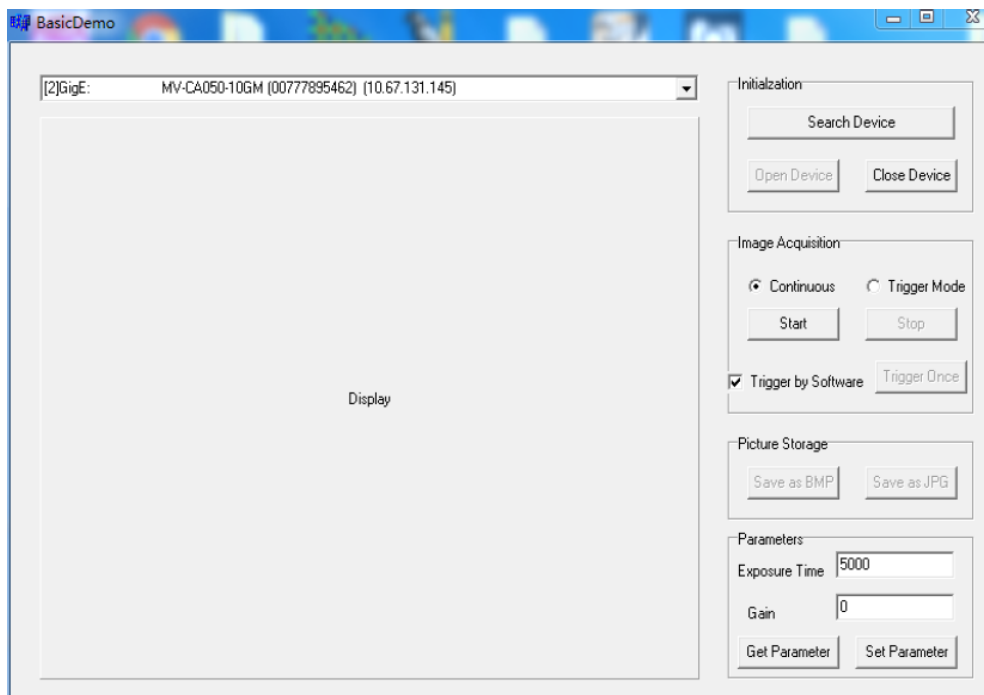 BasicDemo
[2]GigE: MV-CA050-10GM (00777895462) (10.67.131.145)
Display
Initialzation
Search Device
Open Device Close Device
Image Acquisition
Continuous Trigger Mode
Start Stop
Trigger by Software Trigger Once
Picture Storage
Save as BMP Save as JPG
Parameters
Exposure Time 5000
Gain 0
Get Parameter Set Parameter